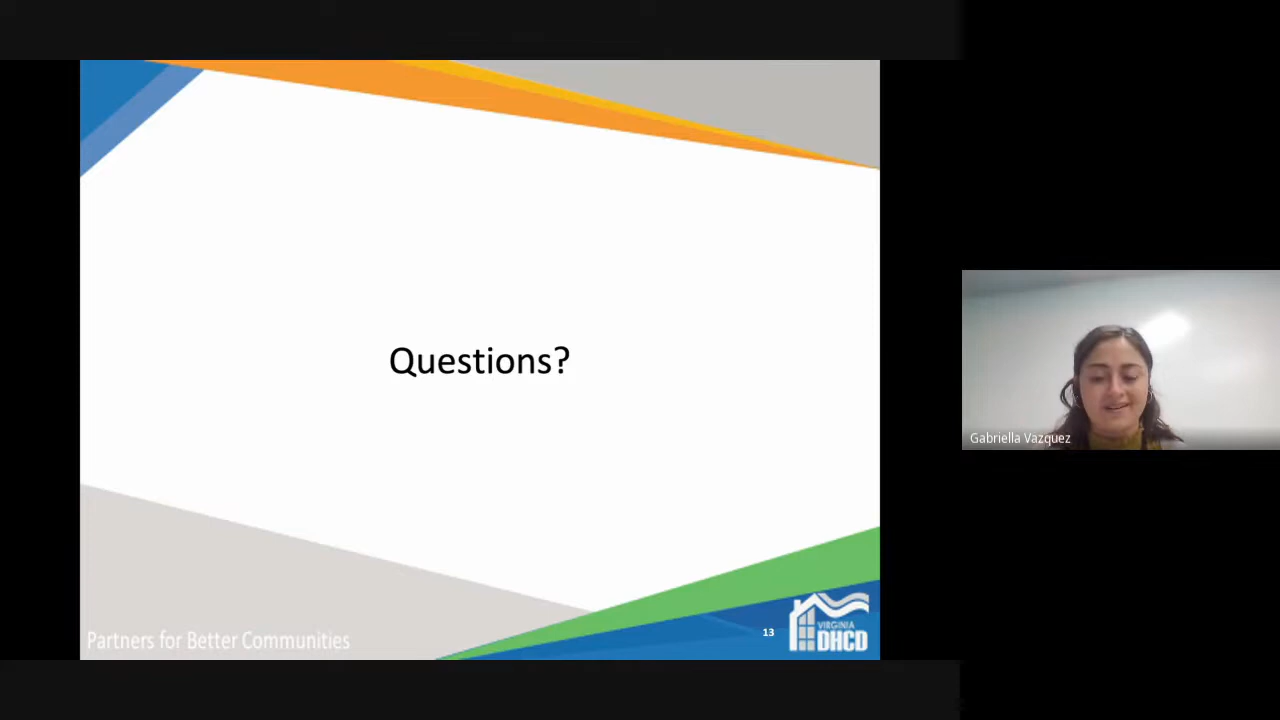 Questions?
Gabriella Vazquez
Partners for Better Communities
13
VIRGINIA
DHCD